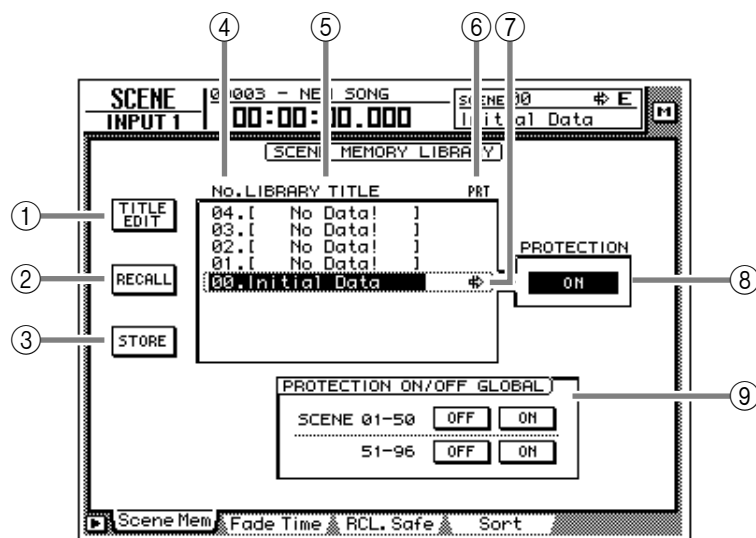 ④ ⑤ ⑥ ⑦
SCENE
INPUT 1
00003 - NEW SONG
00:00:00.000
SCENE 00 E
Initial Data
M
SCENE MEMORY LIBRARY
No. LIBRARY TITLE PRT
04.[ No Data! ]
03.[ No Data! ]
02.[ No Data! ]
01.[ No Data! ]
00.Initial Data
① TITLE EDIT
② RECALL
③ STORE
PROTECTION
ON ⑧
PROTECTION ON/OFF GLOBAL ⑨
SCENE 01-50 OFF ON
51-96 OFF ON
Scene Mem Fade Time RCL. Safe Sort